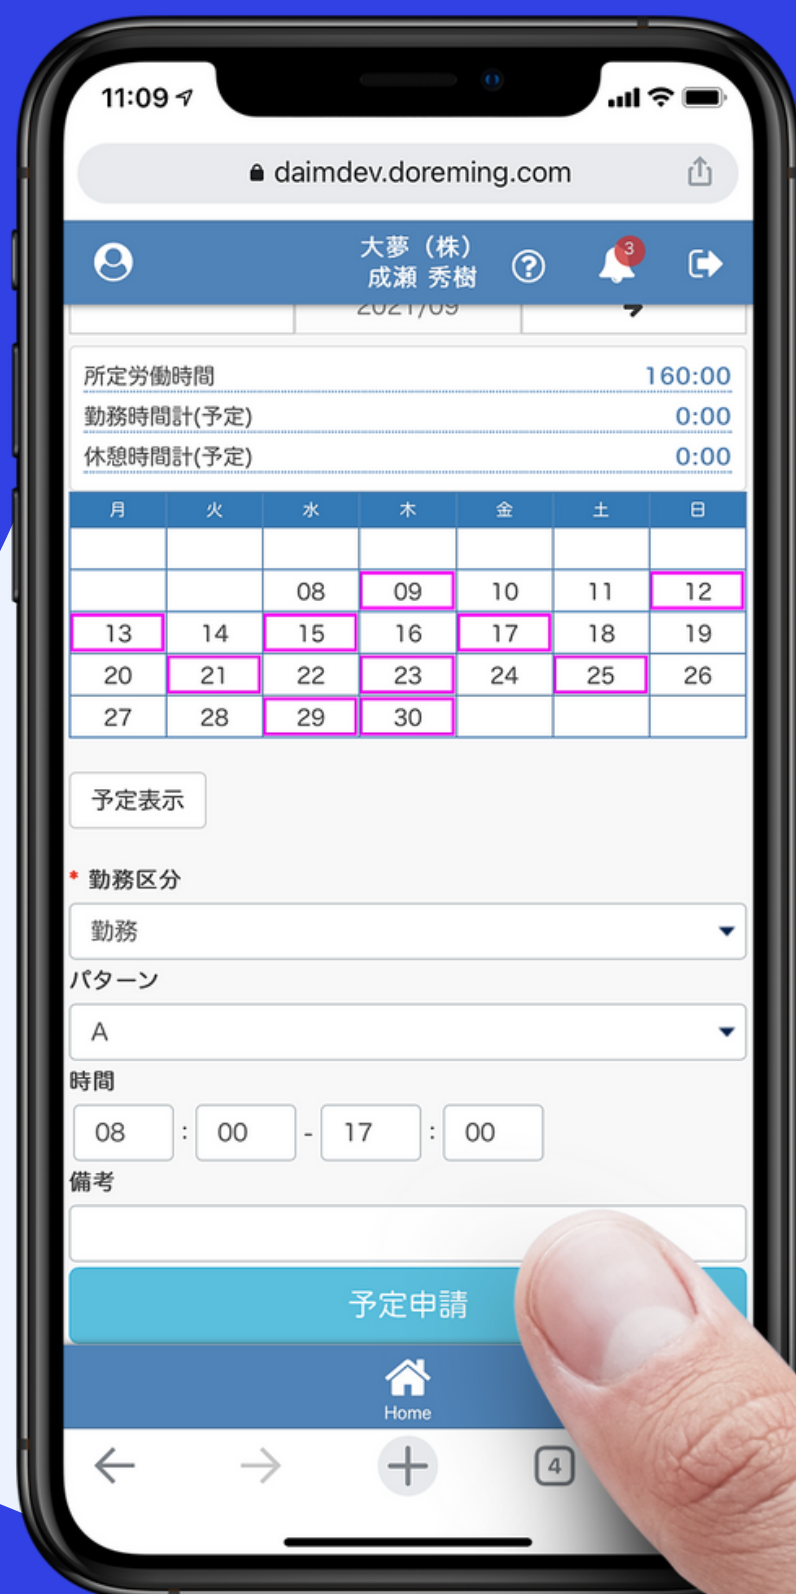 11:09
daimdev.doreming.com
大夢（株）
成瀬 秀樹
3
2021/09
所定労働時間 160:00
勤務時間計(予定) 0:00
休憩時間計(予定) 0:00
月 火 水 木 金 土 日
08 09 10 11 12
13 14 15 16 17 18 19
20 21 22 23 24 25 26
27 28 29 30
予定表示
* 勤務区分
勤務
パターン
A
時間
08 : 00 - 17 : 00
備考
予定申請
Home
4